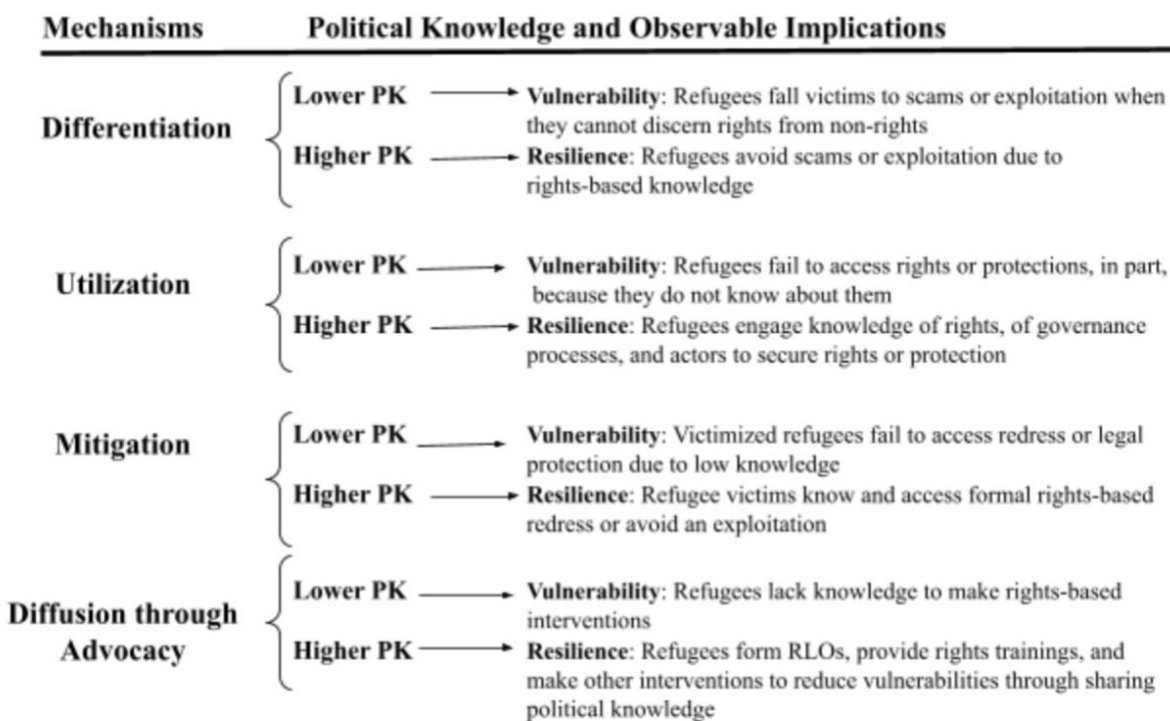 Mechanisms Political Knowledge and Observable Implications
Differentiation
Lower PK Vulnerability: Refugees fall victims to scams or exploitation when
they cannot discern rights from non-rights
Higher PK Resilience: Refugees avoid scams or exploitation due to
rights-based knowledge
Utilization
Lower PK Vulnerability: Refugees fail to access rights or protections, in part,
because they do not know about them
Higher PK Resilience: Refugees engage knowledge of rights, of governance
processes, and actors to secure rights or protection
Mitigation
Lower PK Vulnerability: Victimized refugees fail to access redress or legal
protection due to low knowledge
Higher PK Resilience: Refugee victims know and access formal rights-based
redress or avoid an exploitation
Diffusion through
Advocacy
Lower PK Vulnerability: Refugees lack knowledge to make rights-based
interventions
Higher PK Resilience: Refugees form RLOs, provide rights trainings, and
make other interventions to reduce vulnerabilities through sharing
political knowledge